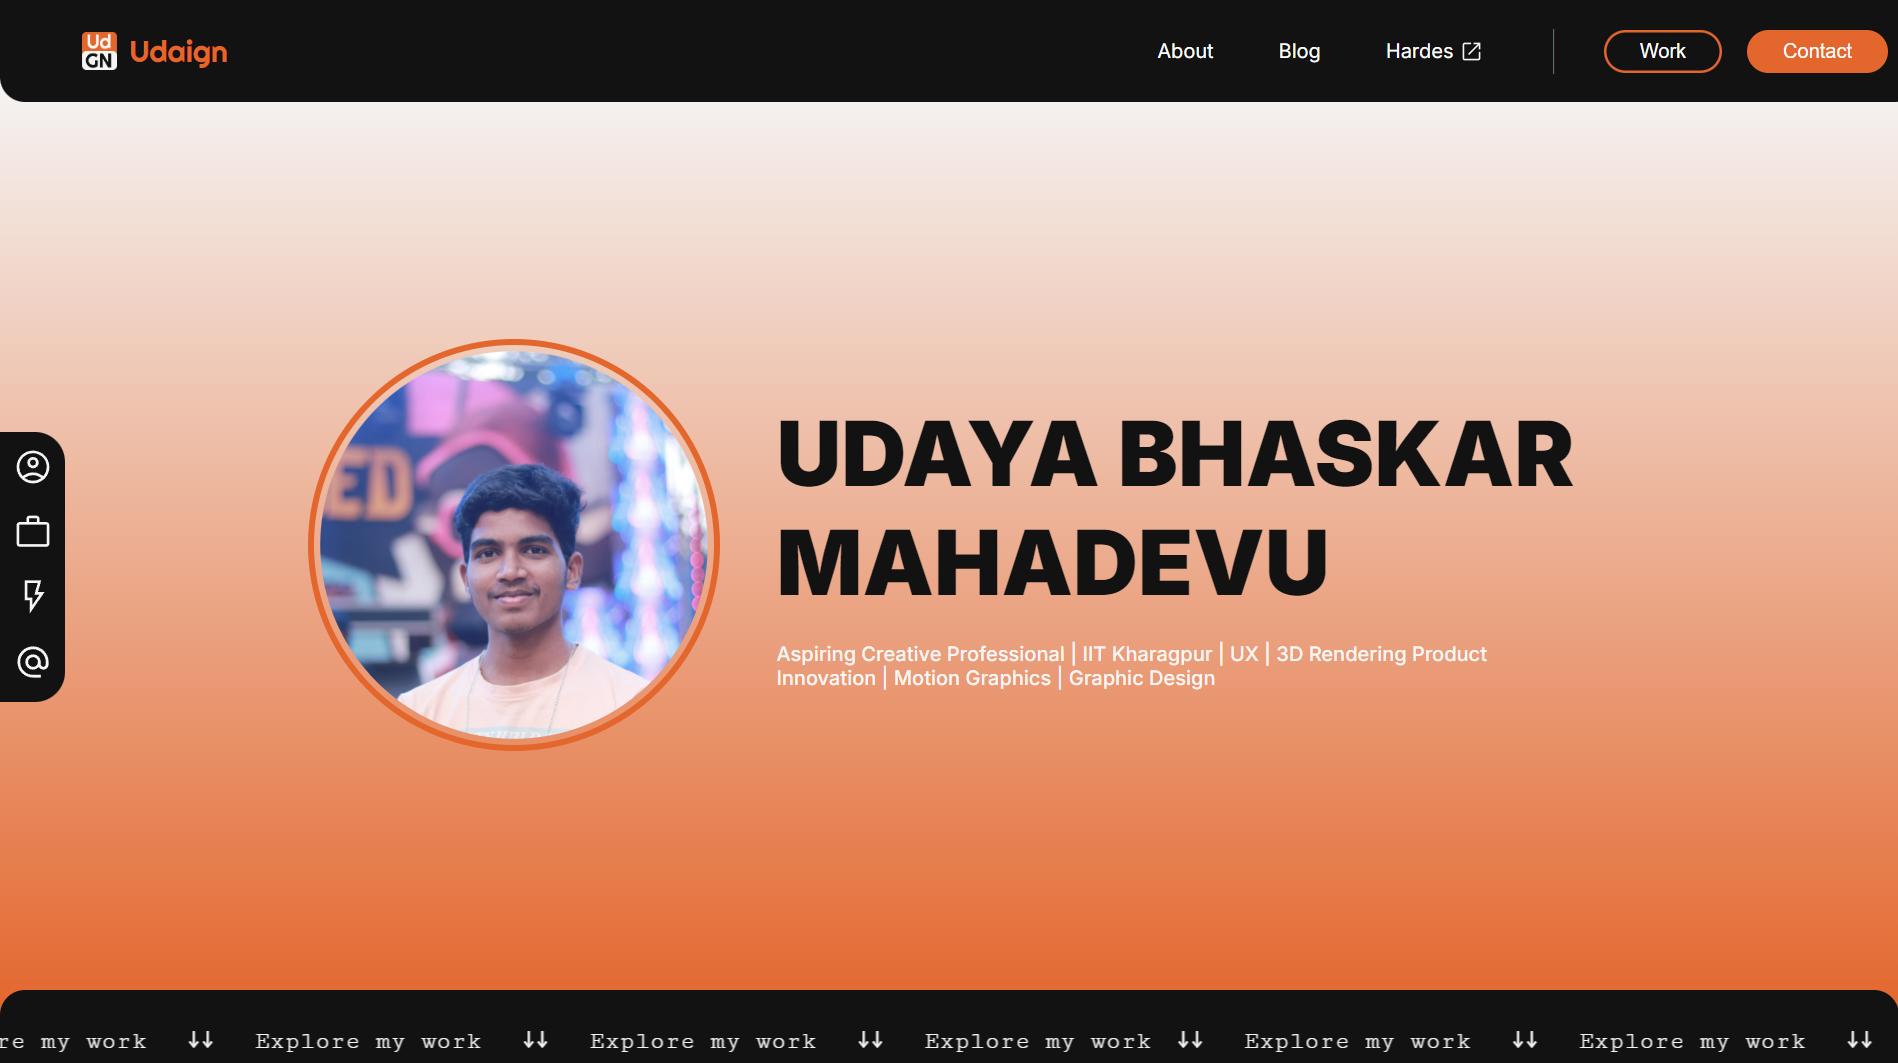 Ud
GN
Udaign
About
Blog
Hardes
Work
Contact
ED
UDAYA BHASKAR
MAHADEVU
Aspiring Creative Professional | IIT Kharagpur | UX | 3D Rendering Product
Innovation | Motion Graphics | Graphic Design
re my work ↓↓ Explore my work ↓↓ Explore my work ↓↓ Explore my work ↓↓ Explore my work ↓↓ Explore my work ↓↓